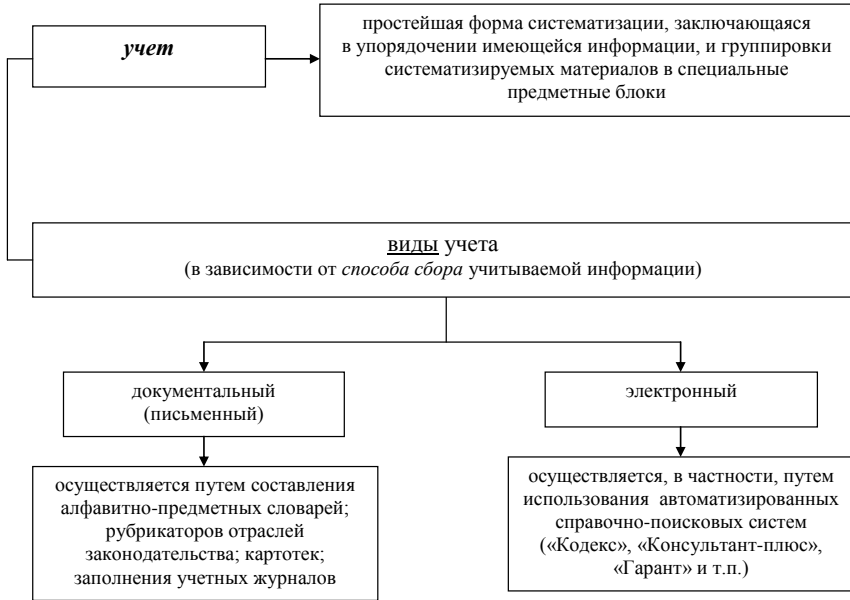 учет
простейшая форма систематизации, заключающаяся
в упорядочении имеющейся информации, и группировки
систематизируемых материалов в специальные
предметные блоки
виды учета
(в зависимости от способа сбора учитываемой информации)
документальный
(письменный)
электронный
осуществляется путем составления
алфавитно-предметных словарей;
рубрикаторов отраслей
законодательства; картотек;
заполнения учетных журналов
осуществляется, в частности, путем
использования автоматизированных
справочно-поисковых систем
(«Кодекс», «Консультант-плюс»,
«Гарант» и т.п.)